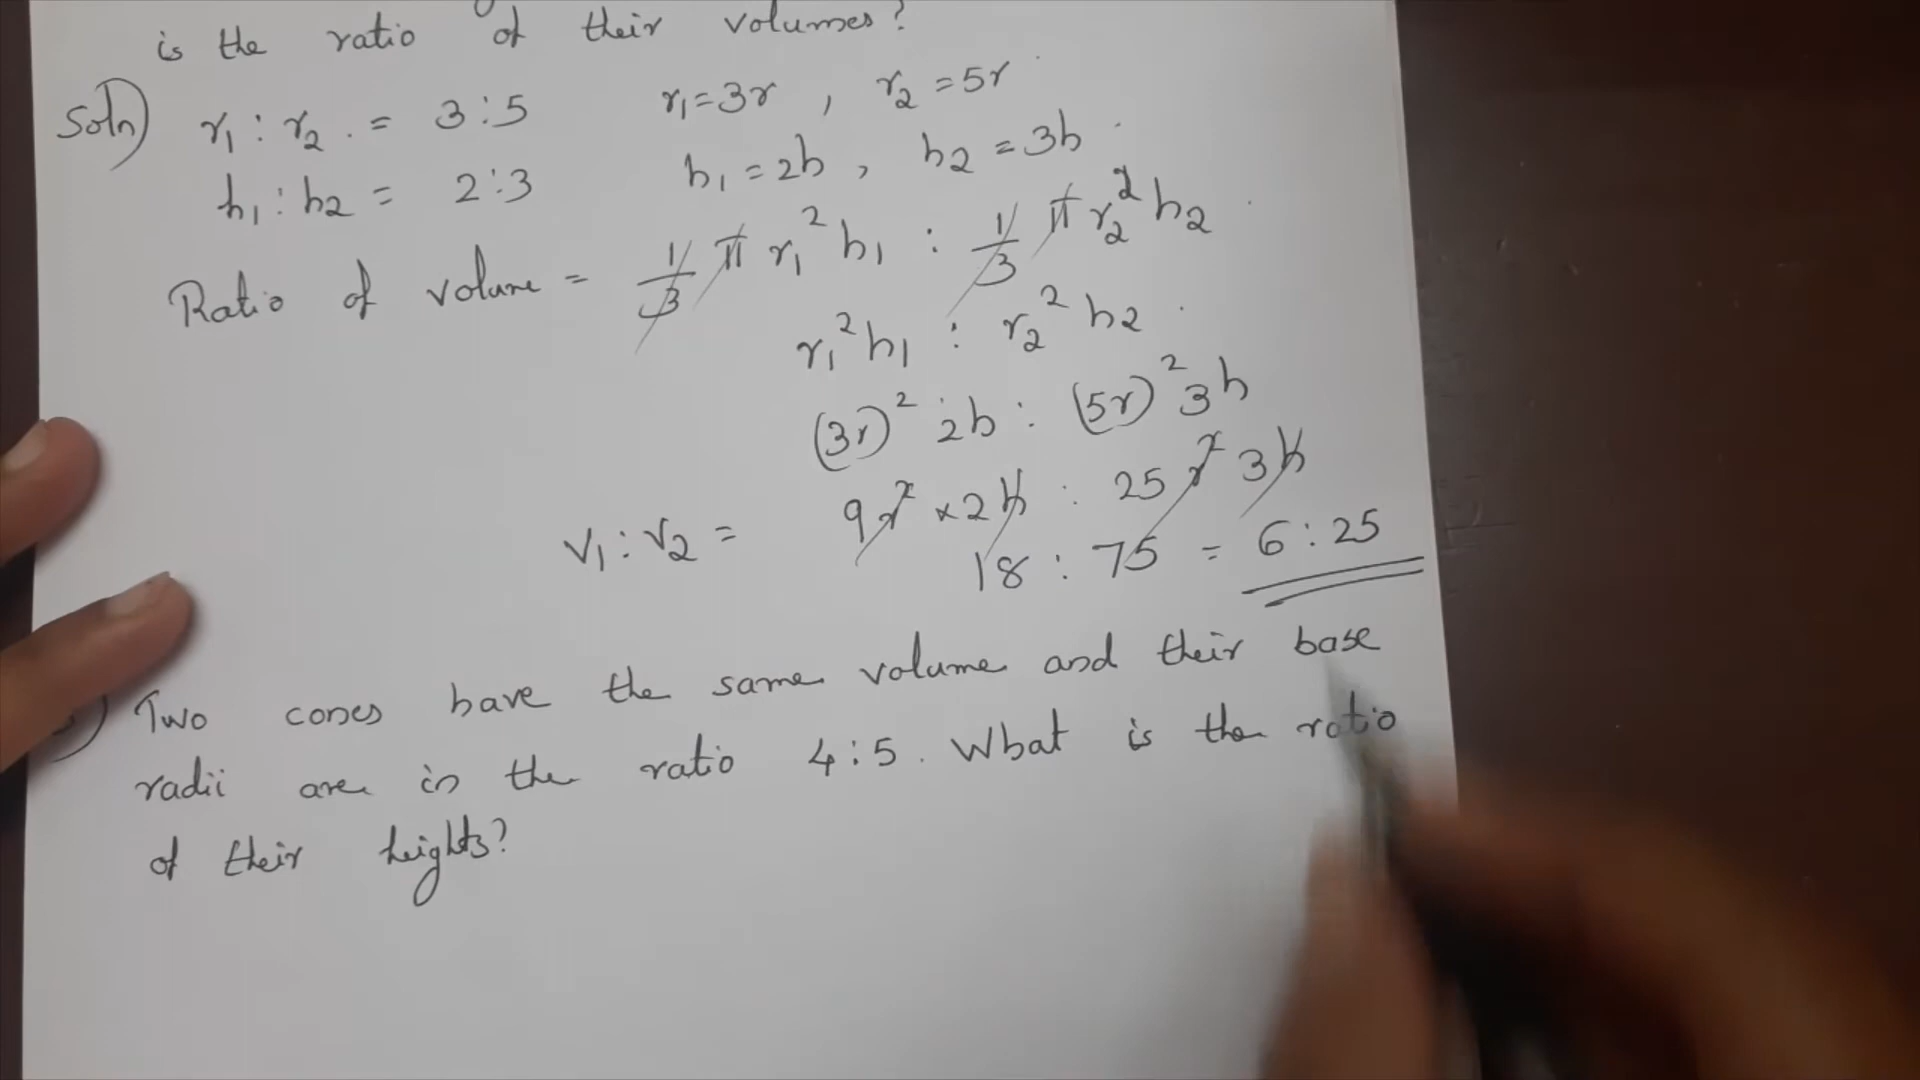 is the ratio of their volumes?
Soln) r₁ : r₂ = 3:5 r₁=3r , r₂ =5r
h₁ : h₂ = 2:3 h₁ =2h , h₂ =3h
Ratio of volume = 1/3 π r₁² h₁ : 1/3 π r₂² h₂
r₁² h₁ : r₂² h₂
(3r)² 2h : (5r)² 3h
9r² × 2h : 25 r² 3h
V₁ : V₂ = 18 : 75 = 6 : 25
Two cones have the same volume and their base
radii are in the ratio 4:5. What is the ratio
of their heights?